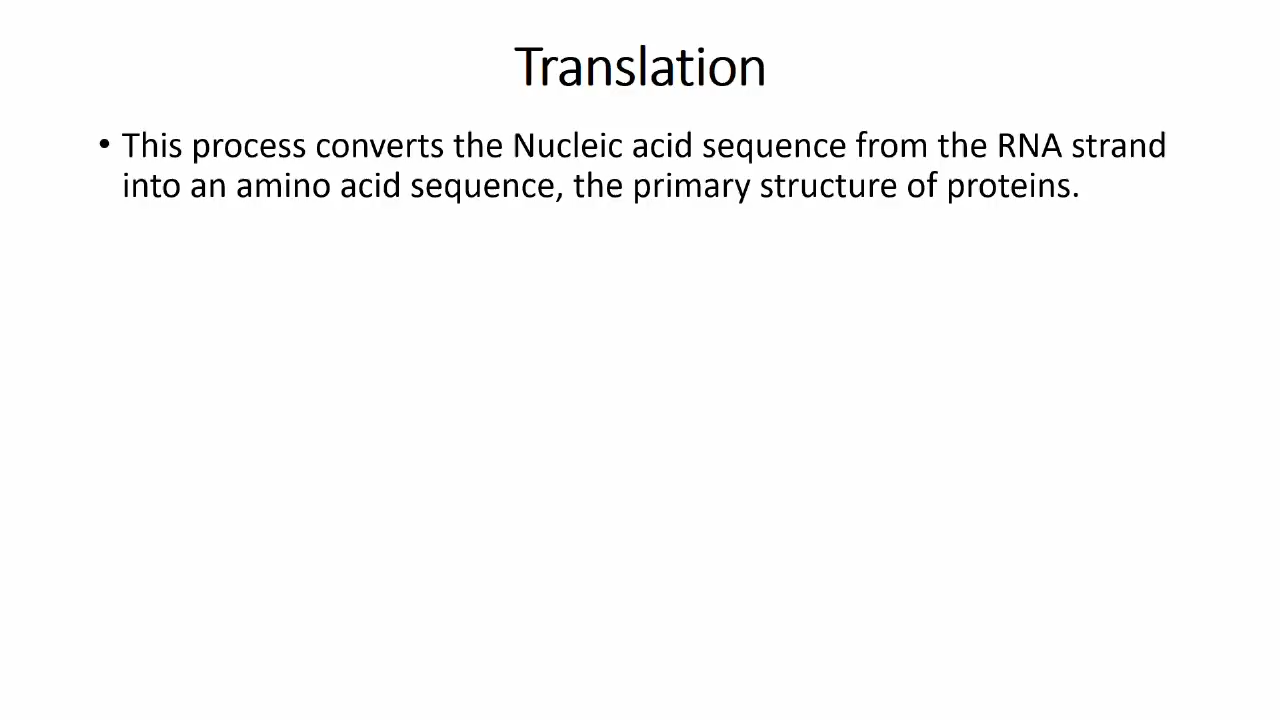 Translation
• This process converts the Nucleic acid sequence from the RNA strand
into an amino acid sequence, the primary structure of proteins.